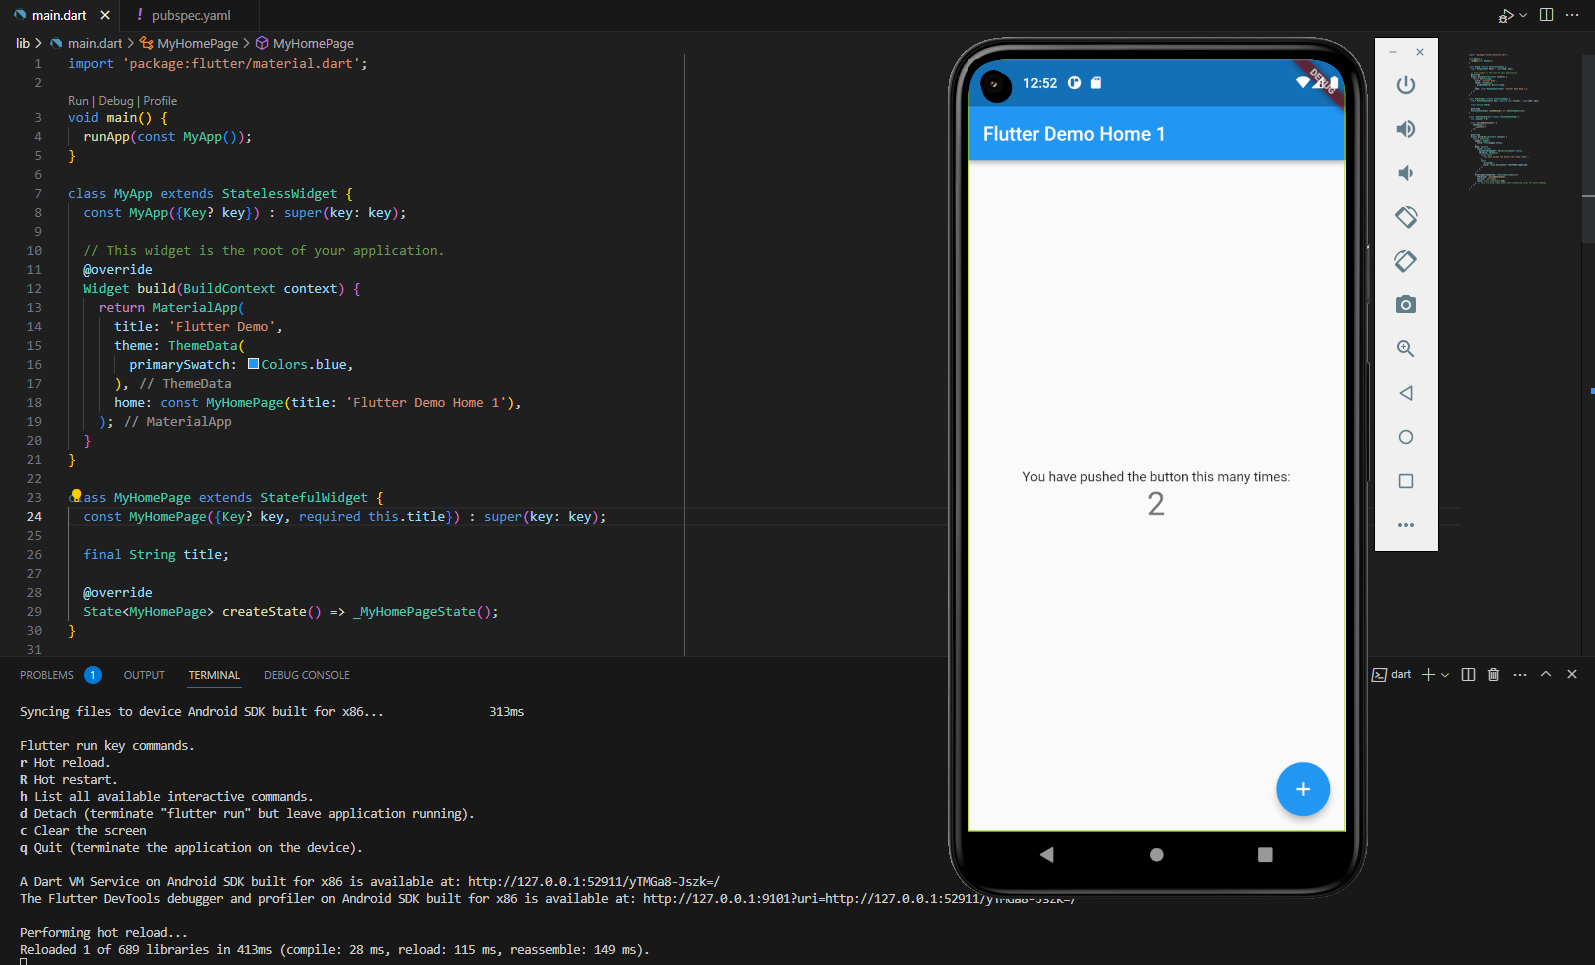 main.dart
! pubspec.yaml
lib > main.dart > MyHomePage > MyHomePage
1 import 'package:flutter/material.dart';
2
Run | Debug | Profile
3 void main() {
4 runApp(const MyApp());
5 }
6
7 class MyApp extends StatelessWidget {
8 const MyApp({Key? key}) : super(key: key);
9
10 // This widget is the root of your application.
11 @override
12 Widget build(BuildContext context) {
13 return MaterialApp(
14 title: 'Flutter Demo',
15 theme: ThemeData(
16 primarySwatch: Colors.blue,
17 ), // ThemeData
18 home: const MyHomePage(title: 'Flutter Demo Home 1'),
19 ); // MaterialApp
20 }
21 }
22
23 class MyHomePage extends StatefulWidget {
24 const MyHomePage({Key? key, required this.title}) : super(key: key);
25
26 final String title;
27
28 @override
29 State<MyHomePage> createState() => _MyHomePageState();
30 }
31
12:52
DEBUG
Flutter Demo Home 1
You have pushed the button this many times:
2
PROBLEMS 1 OUTPUT TERMINAL DEBUG CONSOLE
dart
Syncing files to device Android SDK built for x86... 313ms
Flutter run key commands.
r Hot reload.
R Hot restart.
h List all available interactive commands.
d Detach (terminate "flutter run" but leave application running).
c Clear the screen
q Quit (terminate the application on the device).
A Dart VM Service on Android SDK built for x86 is available at: http://127.0.0.1:52911/yTMGa8-Jszk=/
The Flutter DevTools debugger and profiler on Android SDK built for x86 is available at: http://127.0.0.1:9101?uri=http://127.0.0.1:52911/yTMGa8-Jszk=/
Performing hot reload...
Reloaded 1 of 689 libraries in 413ms (compile: 28 ms, reload: 115 ms, reassemble: 149 ms).